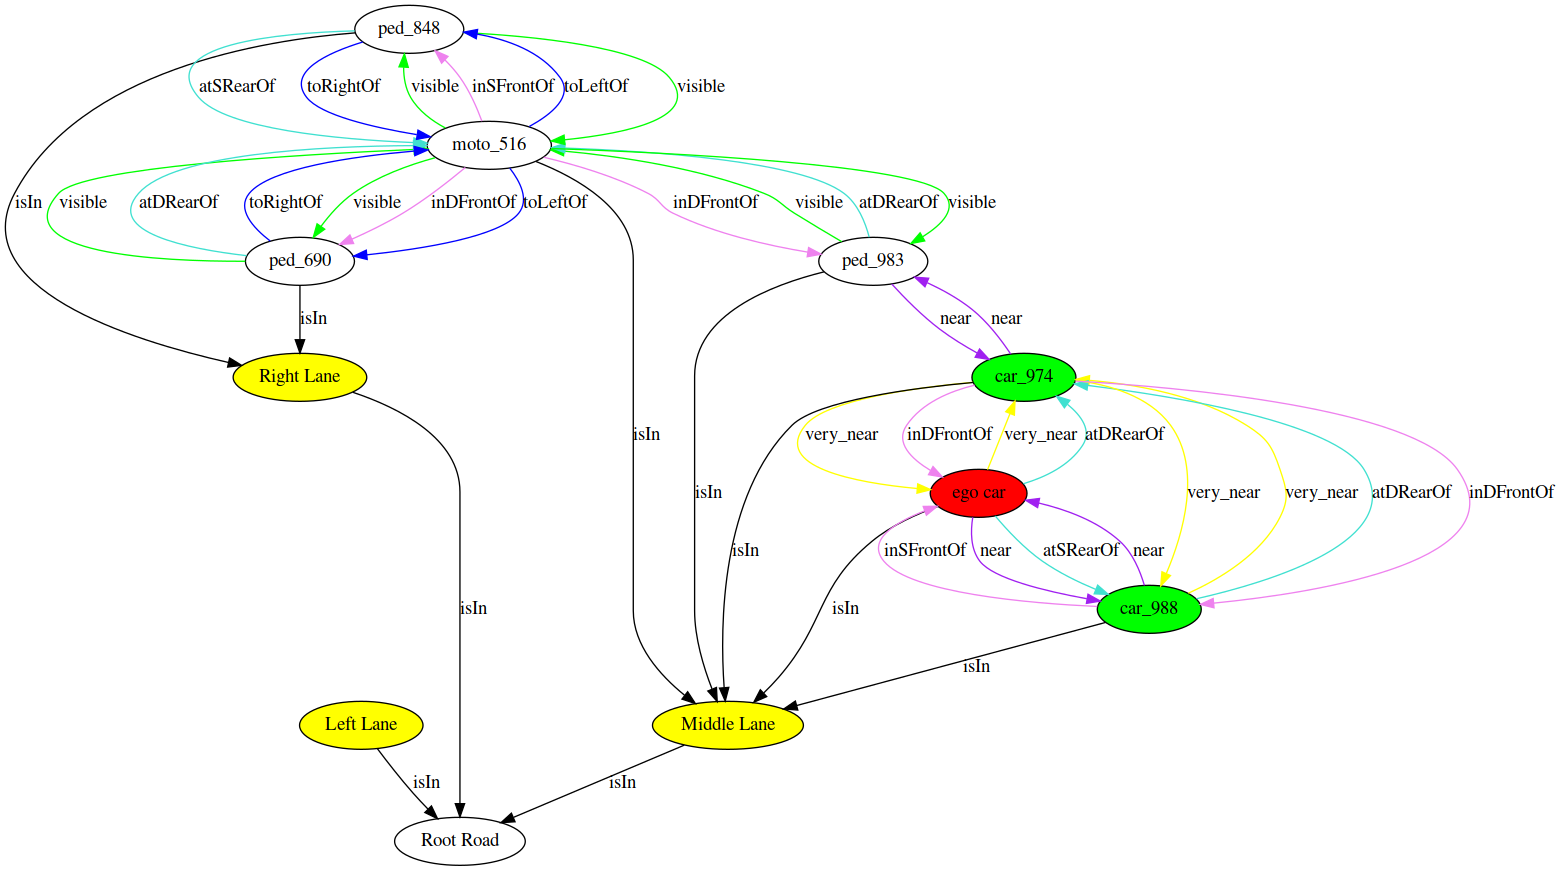 ped_848
atSRearOf
toRightOf
visible
inSFrontOf
toLeftOf
visible
moto_516
isIn
visible
atDRearOf
toRightOf
visible
inDFrontOf
toLeftOf
inDFrontOf
visible
atDRearOf
visible
ped_690
ped_983
isIn
near
near
Right Lane
car_974
isIn
very_near
inDFrontOf
very_near
atDRearOf
isIn
ego car
very_near
very_near
atDRearOf
inDFrontOf
isIn
inSFrontOf
near
atSRearOf
near
isIn
isIn
car_988
isIn
Left Lane
Middle Lane
isIn
isIn
Root Road